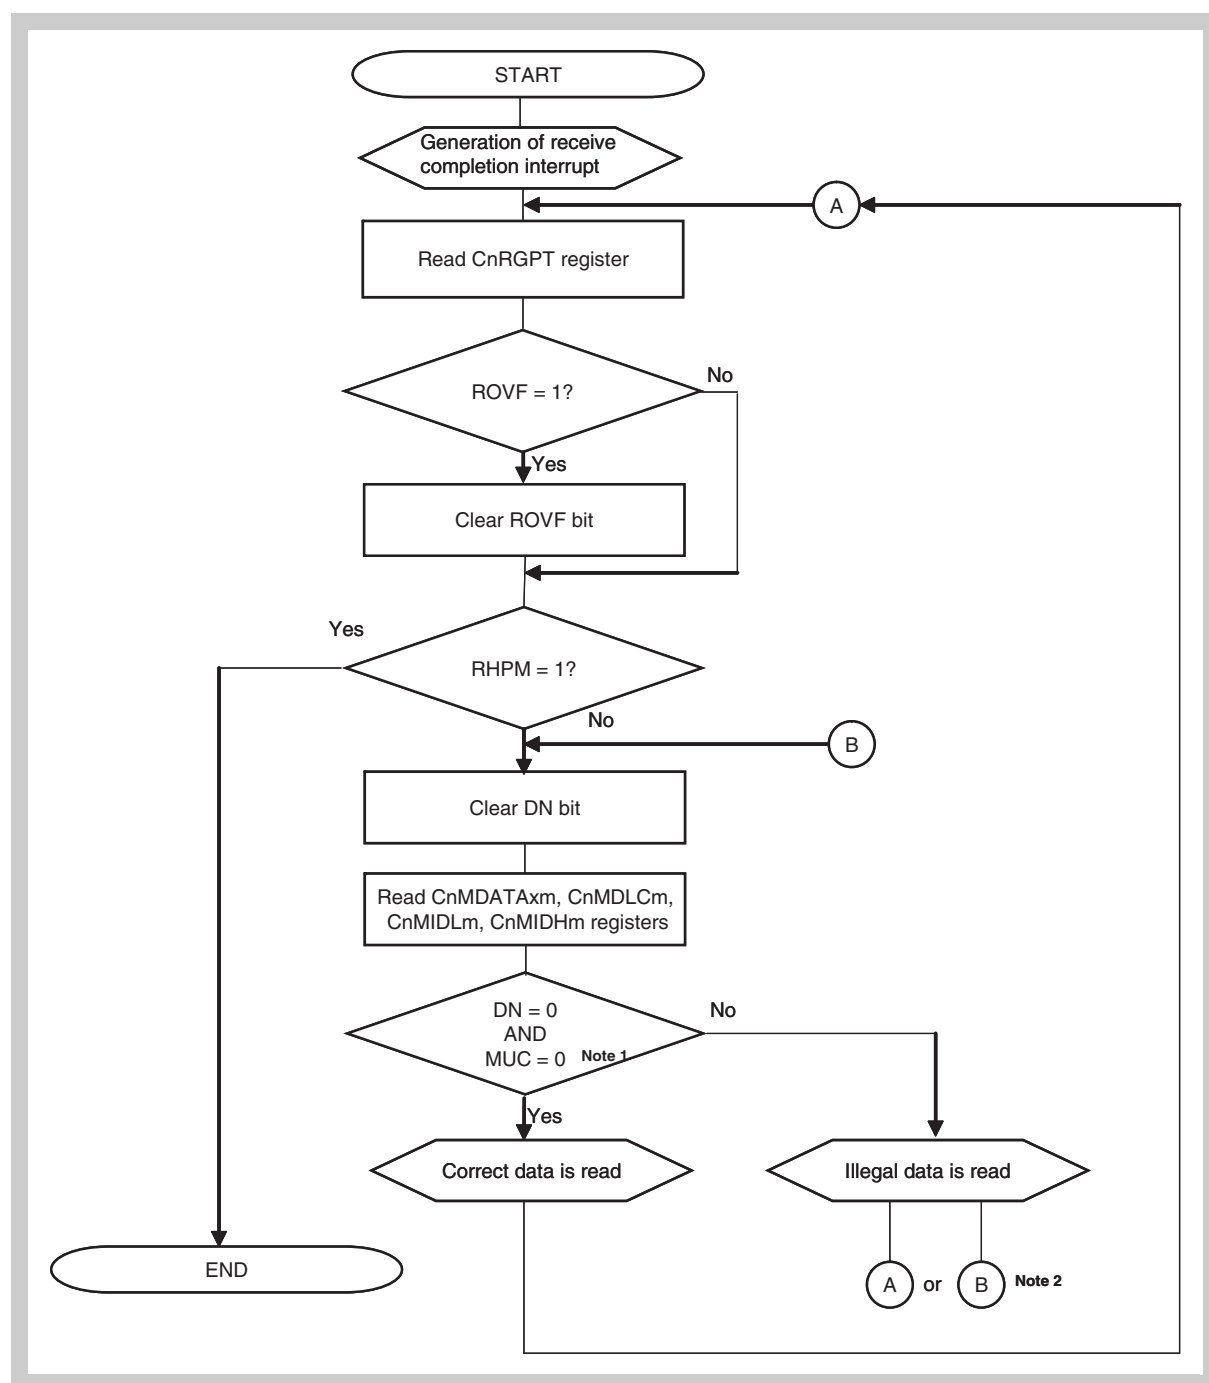 START
Generation of receive
completion interrupt
A
Read CnRGPT register
No
ROVF = 1?
Yes
Clear ROVF bit
Yes
RHPM = 1?
No
B
Clear DN bit
Read CnMDATAxm, CnMDLCm,
CnMIDLm, CnMIDHm registers
No
DN = 0
AND
MUC = 0 Note 1
Yes
Correct data is read
Illegal data is read
END
A or B Note 2